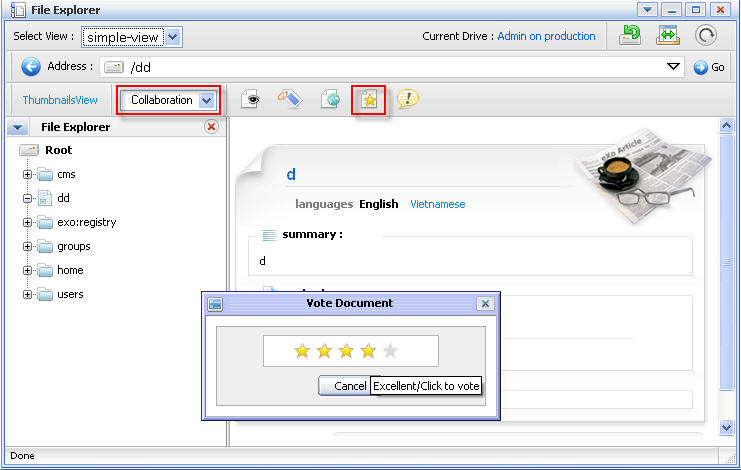 File Explorer
Select View : simple-view Current Drive : Admin on production
Address : /dd Go
ThumbnailsView Collaboration
File Explorer
Root
cms
dd
exo:registry
groups
home
users
eXo Article
d
languages English Vietnamese
summary :
d
Vote Document
Cancel Excellent/Click to vote
Done